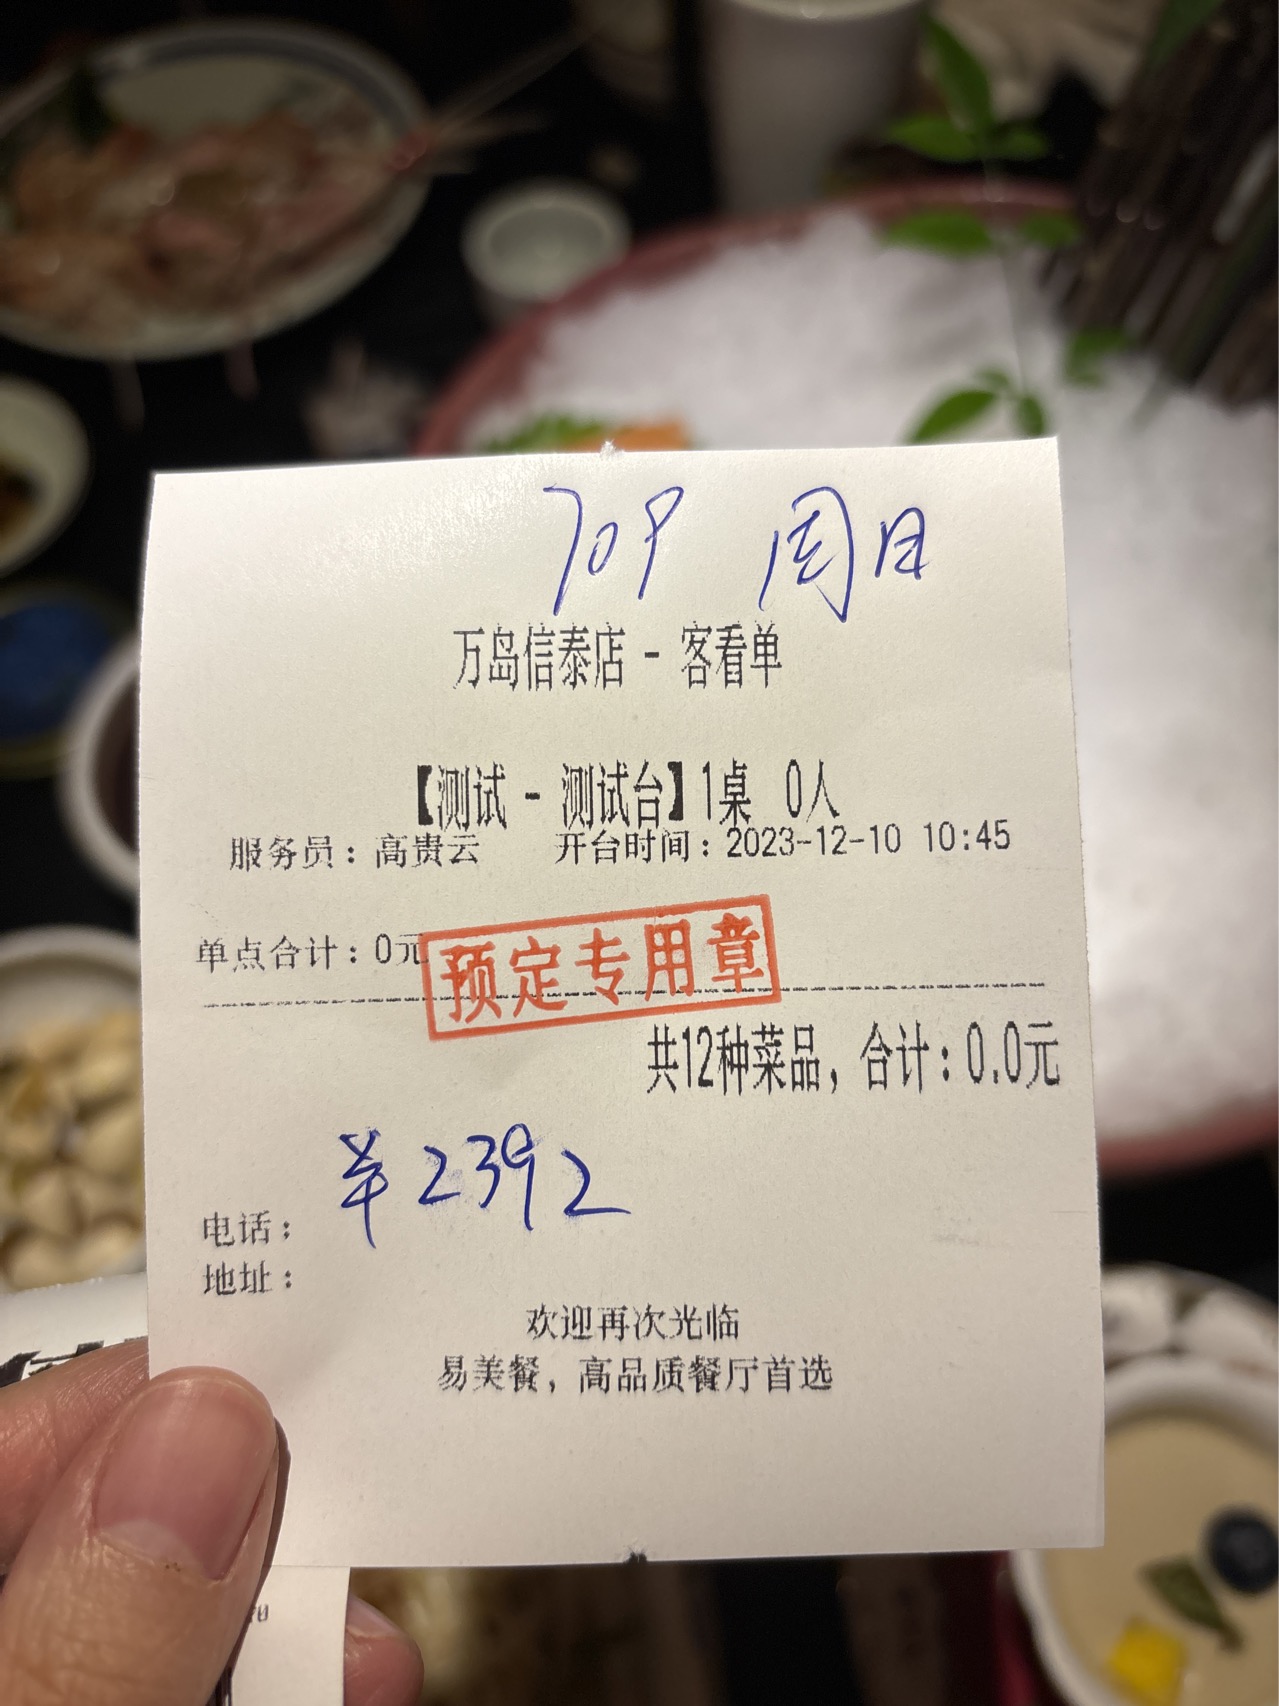 709 周日
万岛信泰店 - 客看单
【测试 - 测试台】1桌 0人
服务员：高贵云 开台时间：2023-12-10 10:45
单点合计：0元
预定专用章
共12种菜品，合计：0.0元
¥2392
电话：
地址：
欢迎再次光临
易美餐，高品质餐厅首选